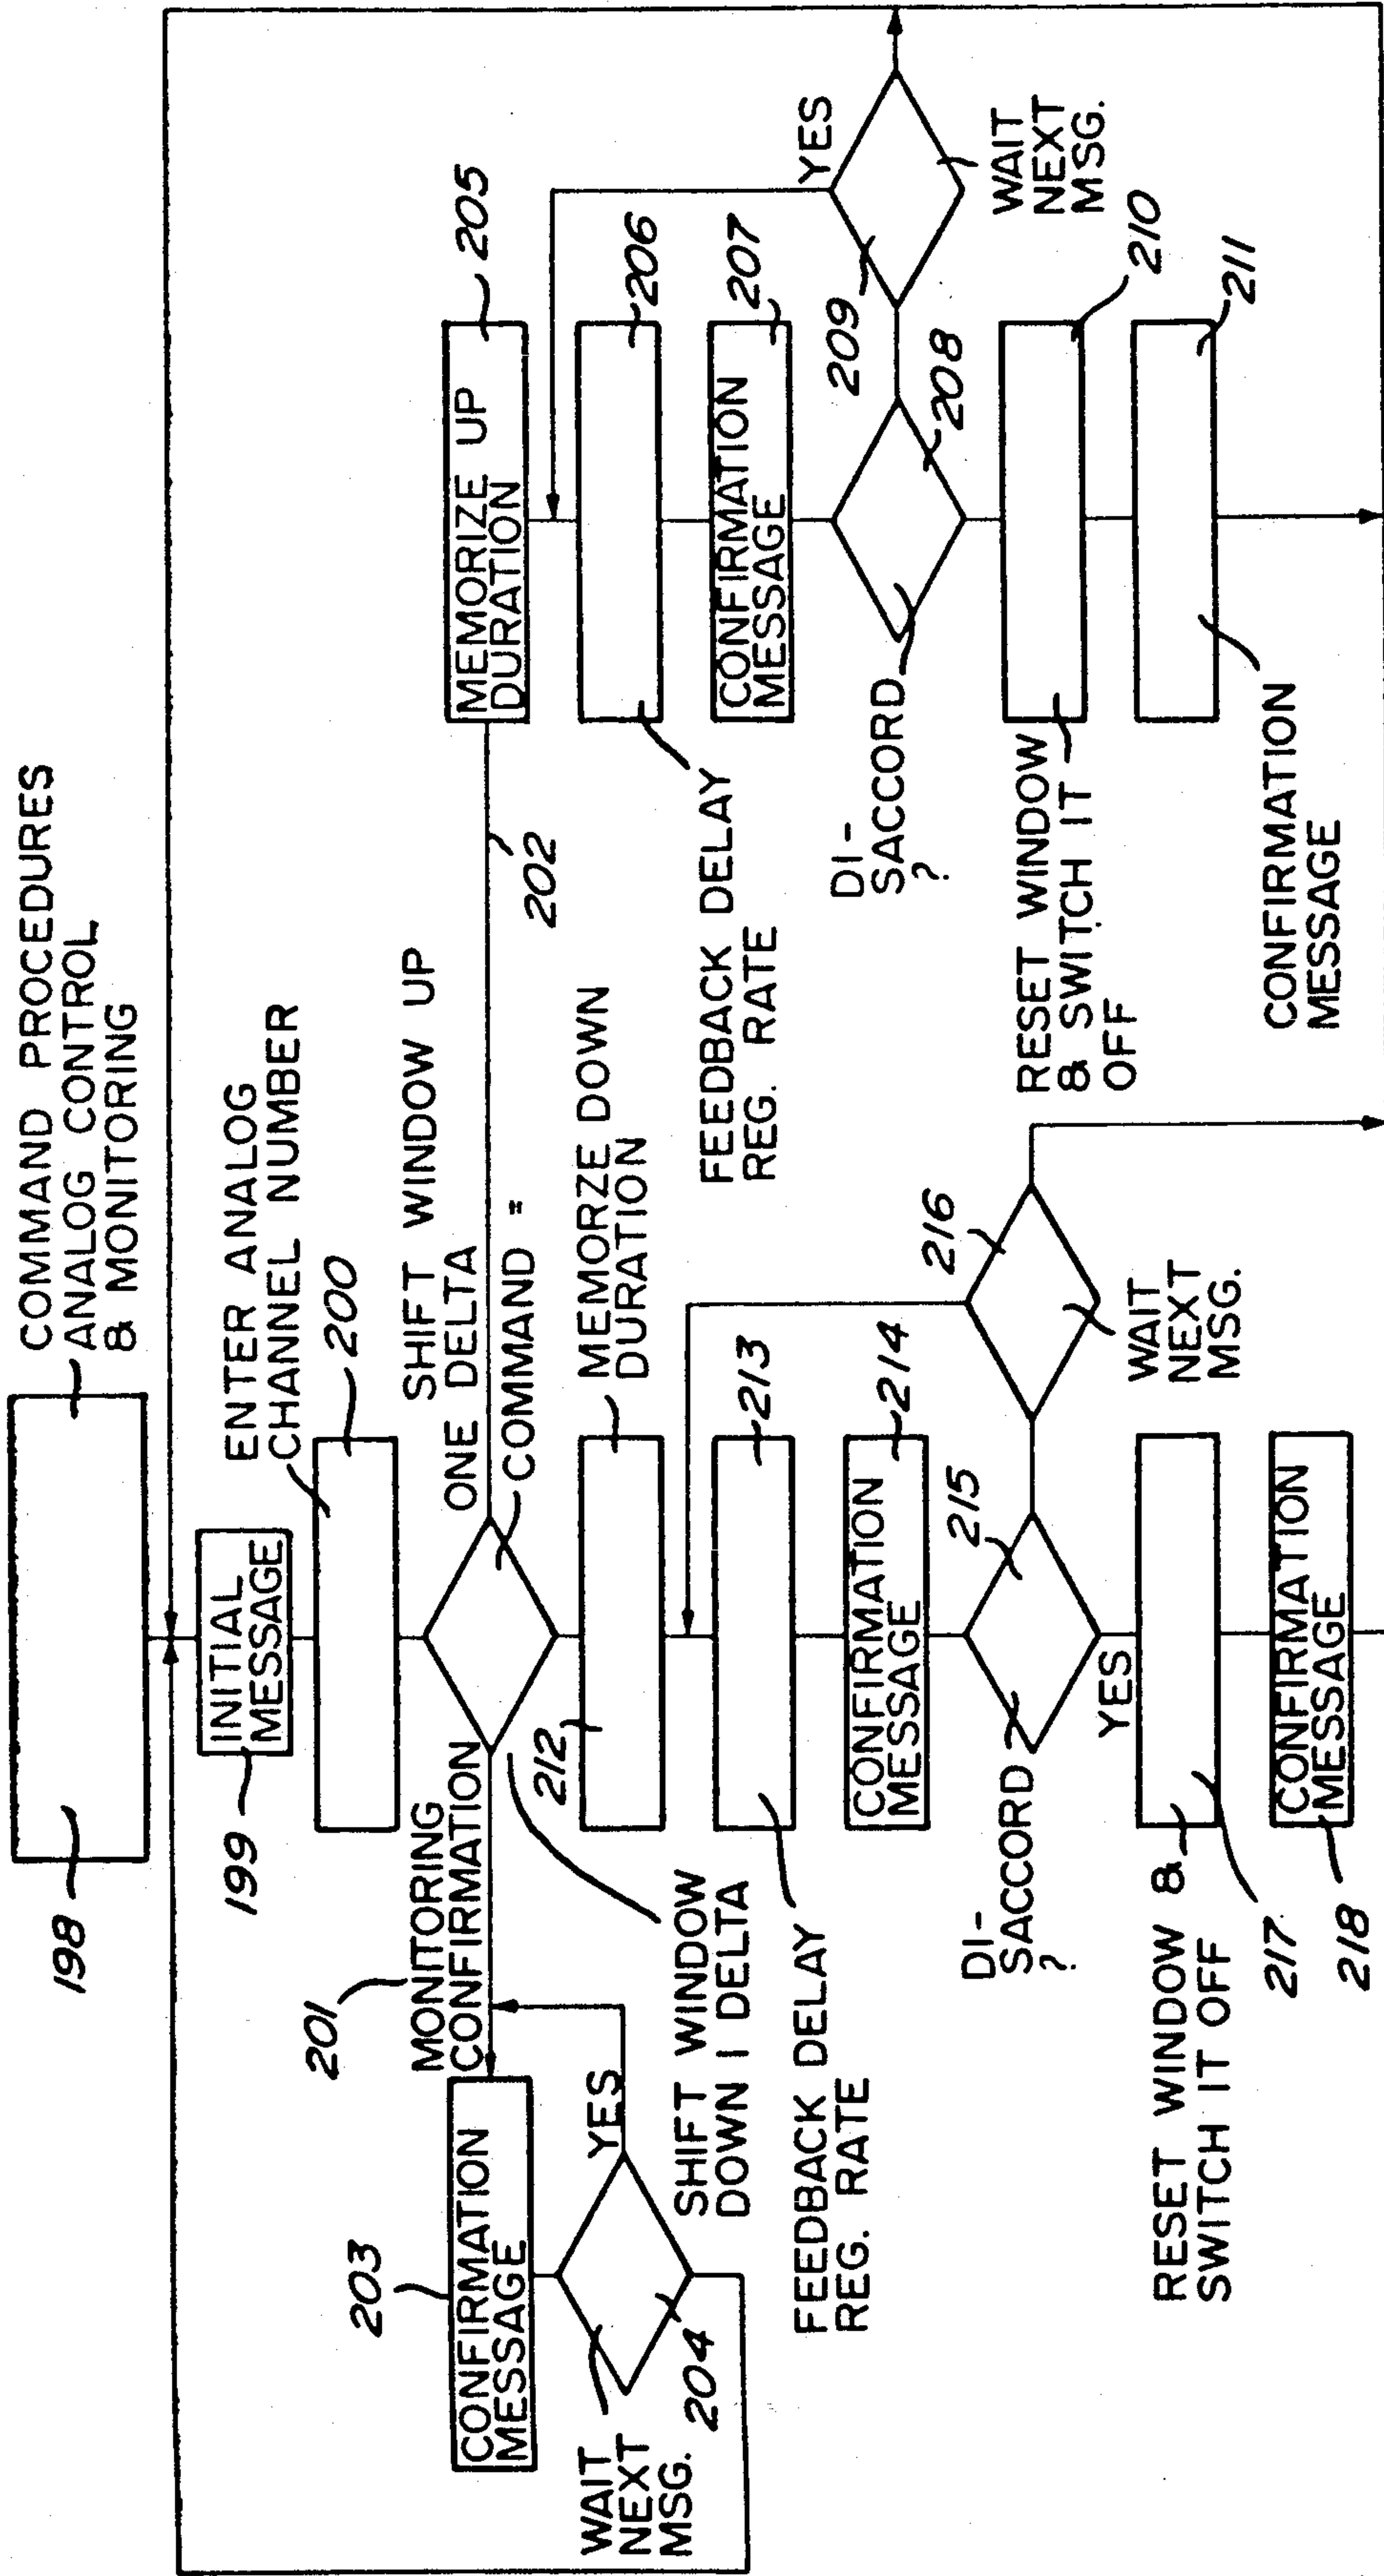 COMMAND PROCEDURES
ANALOG CONTROL
& MONITORING
198
199
INITIAL
MESSAGE
ENTER ANALOG
CHANNEL NUMBER
200
201
MONITORING
CONFIRMATION
SHIFT WINDOW UP
ONE DELTA
COMMAND =
202
MEMORIZE UP
DURATION
205
203
CONFIRMATION
MESSAGE
YES
WAIT
NEXT
MSG.
204
SHIFT WINDOW
DOWN 1 DELTA
212
MEMORZE DOWN
DURATION
206
FEEDBACK DELAY
REG. RATE
CONFIRMATION
MESSAGE
207
DI-
SACCORD
?
208
209
YES
WAIT
NEXT
MSG.
RESET WINDOW
& SWITCH IT
OFF
210
211
CONFIRMATION
MESSAGE
213
FEEDBACK DELAY
REG. RATE
CONFIRMATION
MESSAGE
214
DI-
SACCORD
?
215
216
WAIT
NEXT
MSG.
YES
RESET WINDOW &
SWITCH IT OFF
217
CONFIRMATION
MESSAGE
218